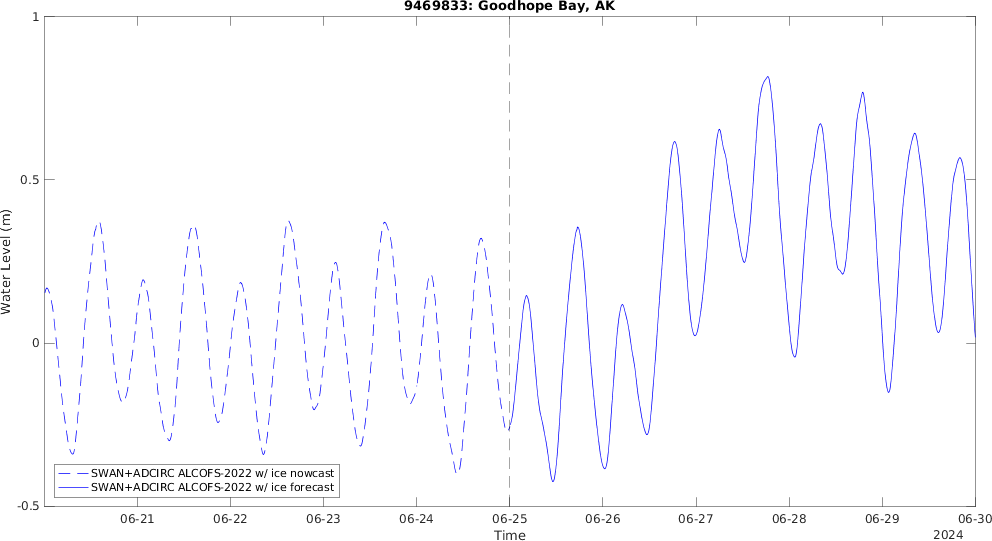 9469833: Goodhope Bay, AK
1
0.5
0
-0.5
Water Level (m)
SWAN+ADCIRC ALCOFS-2022 w/ ice nowcast
SWAN+ADCIRC ALCOFS-2022 w/ ice forecast
06-21 06-22 06-23 06-24 06-25 06-26 06-27 06-28 06-29 06-30
Time
2024